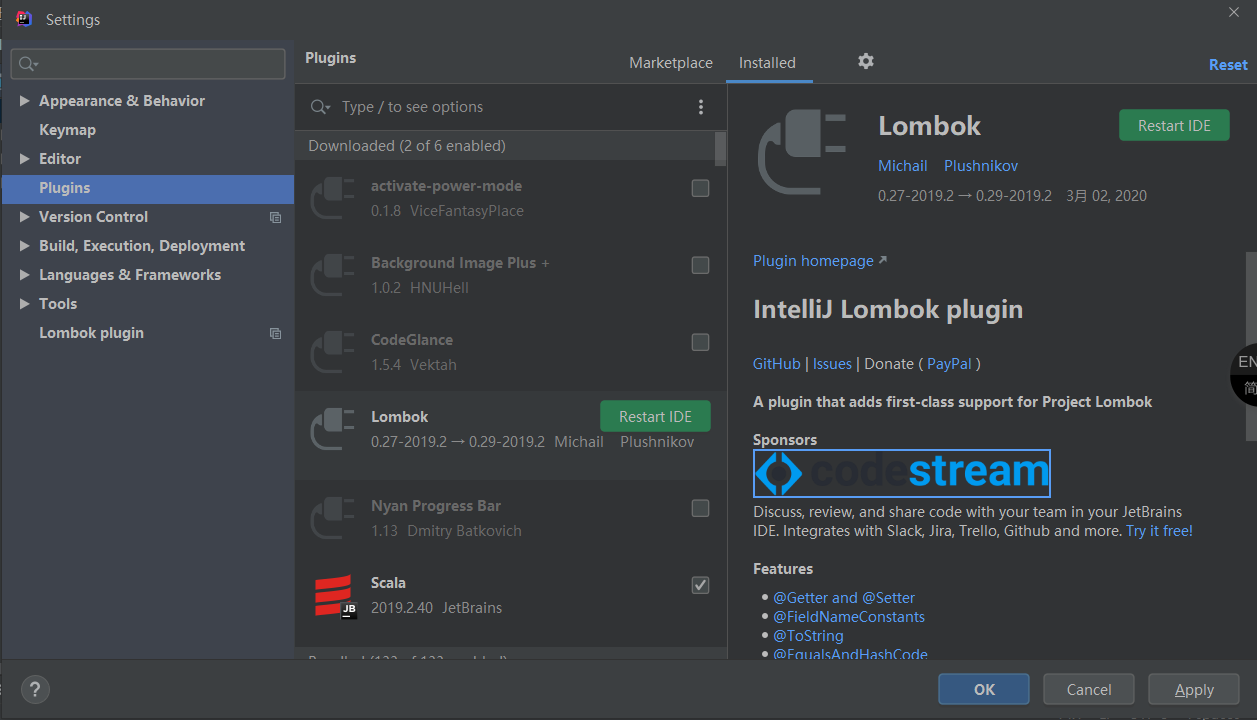 Settings
Appearance & Behavior
Keymap
Editor
Plugins
Version Control
Build, Execution, Deployment
Languages & Frameworks
Tools
Lombok plugin
Plugins
Marketplace
Installed
Reset
Type / to see options
Downloaded (2 of 6 enabled)
activate-power-mode
0.1.8 ViceFantasyPlace
Background Image Plus +
1.0.2 HNUHell
CodeGlance
1.5.4 Vektah
Lombok
Restart IDE
0.27-2019.2 → 0.29-2019.2 Michail Plushnikov
Nyan Progress Bar
1.13 Dmitry Batkovich
Scala
JB
2019.2.40 JetBrains
Lombok
Restart IDE
Michail Plushnikov
0.27-2019.2 → 0.29-2019.2 3月 02, 2020
Plugin homepage
IntelliJ Lombok plugin
GitHub | Issues | Donate ( PayPal )
A plugin that adds first-class support for Project Lombok
Sponsors
codestream
Discuss, review, and share code with your team in your JetBrains
IDE. Integrates with Slack, Jira, Trello, Github and more. Try it free!
Features
@Getter and @Setter
@FieldNameConstants
@ToString
@EqualsAndHashCode
EN
简
?
OK
Cancel
Apply